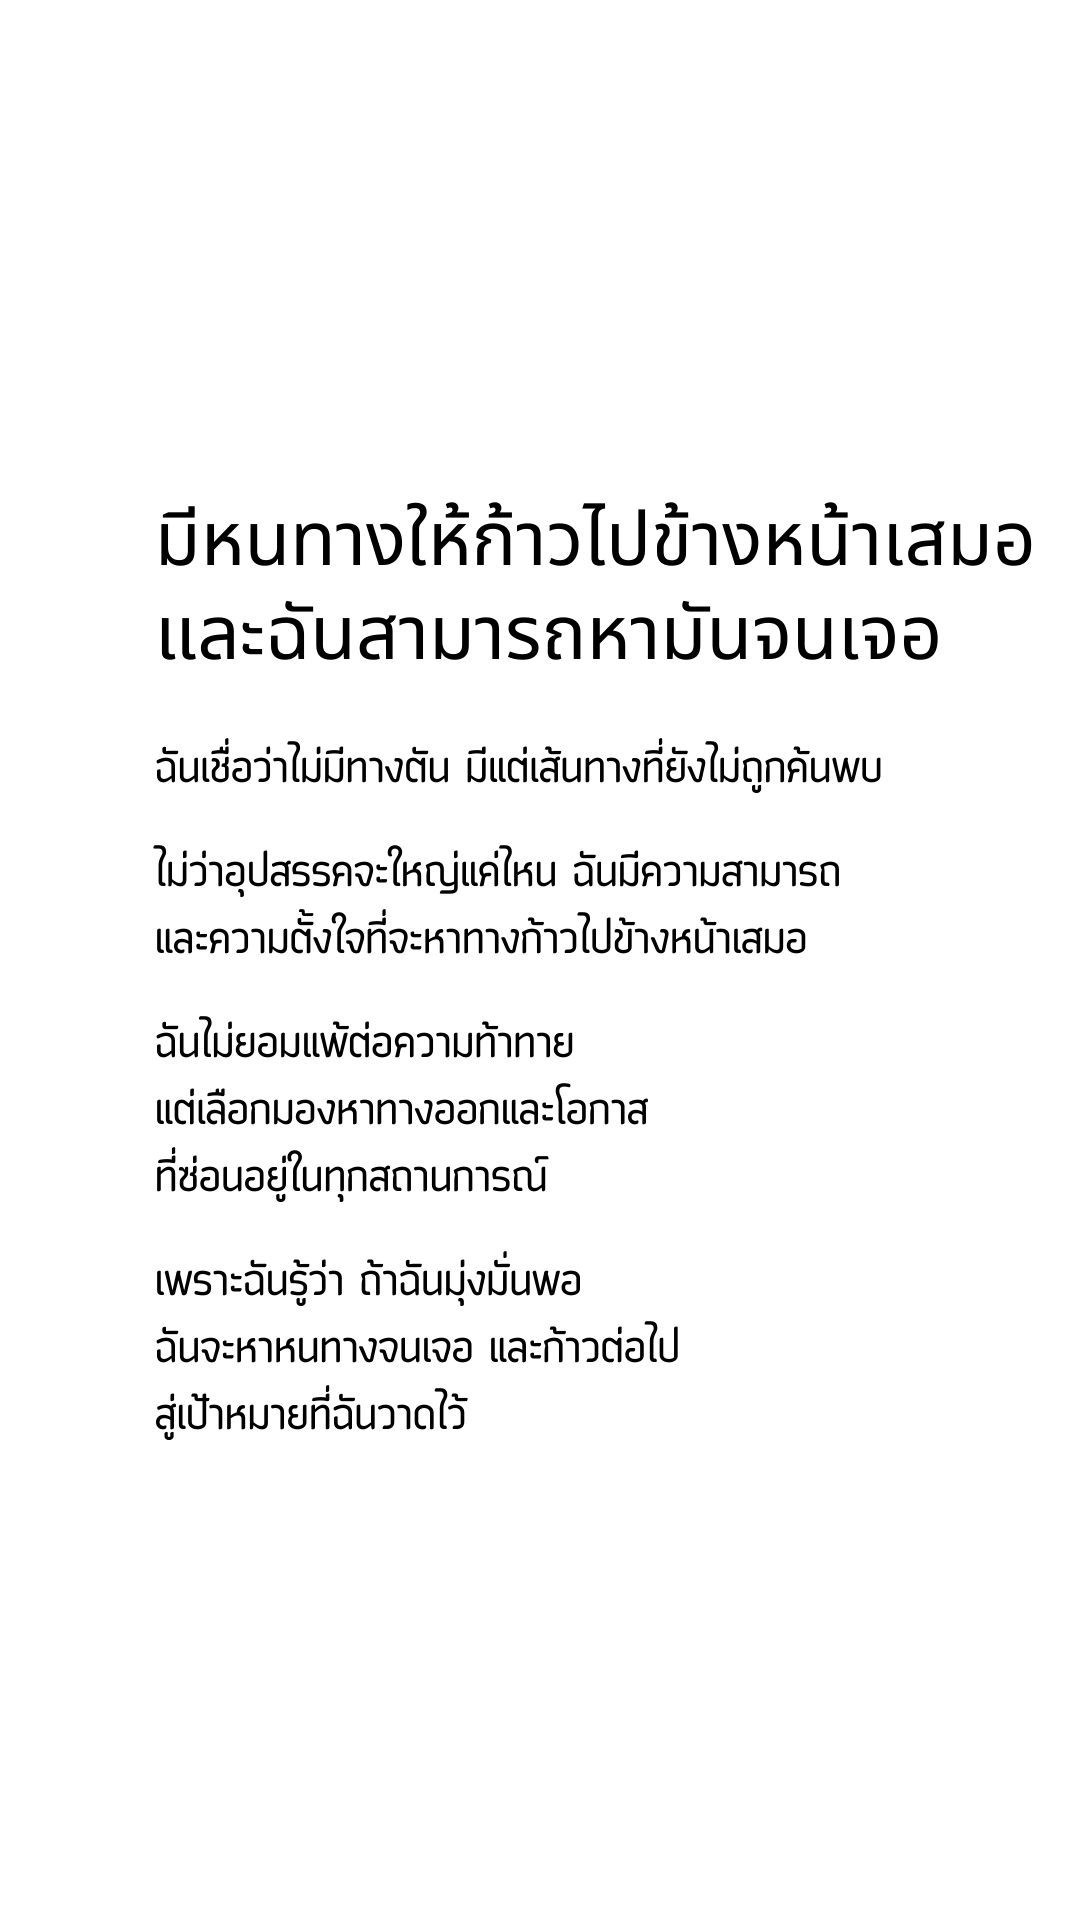 มีหนทางให้ก้าวไปข้างหน้าเสมอ
และฉันสามารถหามันจนเจอ
ฉันเชื่อว่าไม่มีทางตัน มีแต่เส้นทางที่ยังไม่ถูกค้นพบ
ไม่ว่าอุปสรรคจะใหญ่แค่ไหน ฉันมีความสามารถ
และความตั้งใจที่จะหาทางก้าวไปข้างหน้าเสมอ
ฉันไม่ยอมแพ้ต่อความท้าทาย
แต่เลือกมองหาทางออกและโอกาส
ที่ซ่อนอยู่ในทุกสถานการณ์
เพราะฉันรู้ว่า ถ้าฉันมุ่งมั่นพอ
ฉันจะหาหนทางจนเจอ และก้าวต่อไป
สู่เป้าหมายที่ฉันวาดไว้